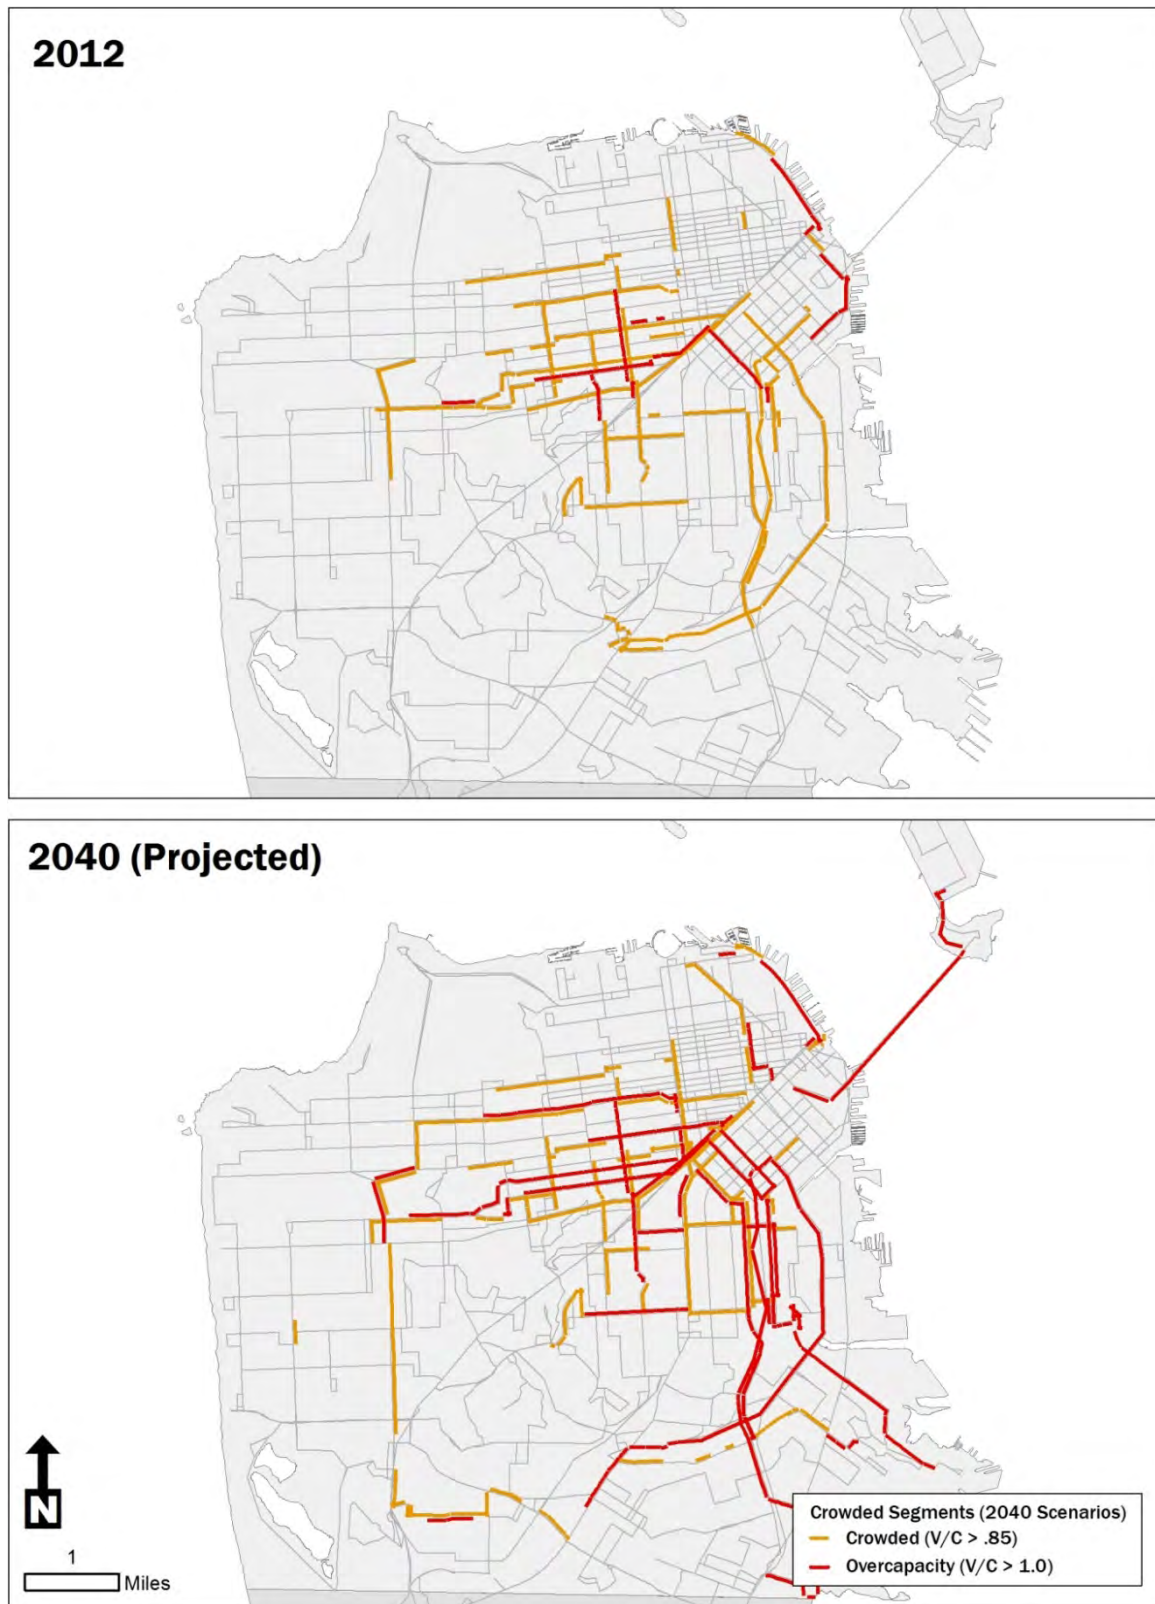 2012
2040 (Projected)
N
1
Miles
Crowded Segments (2040 Scenarios)
Crowded (V/C > .85)
Overcapacity (V/C > 1.0)